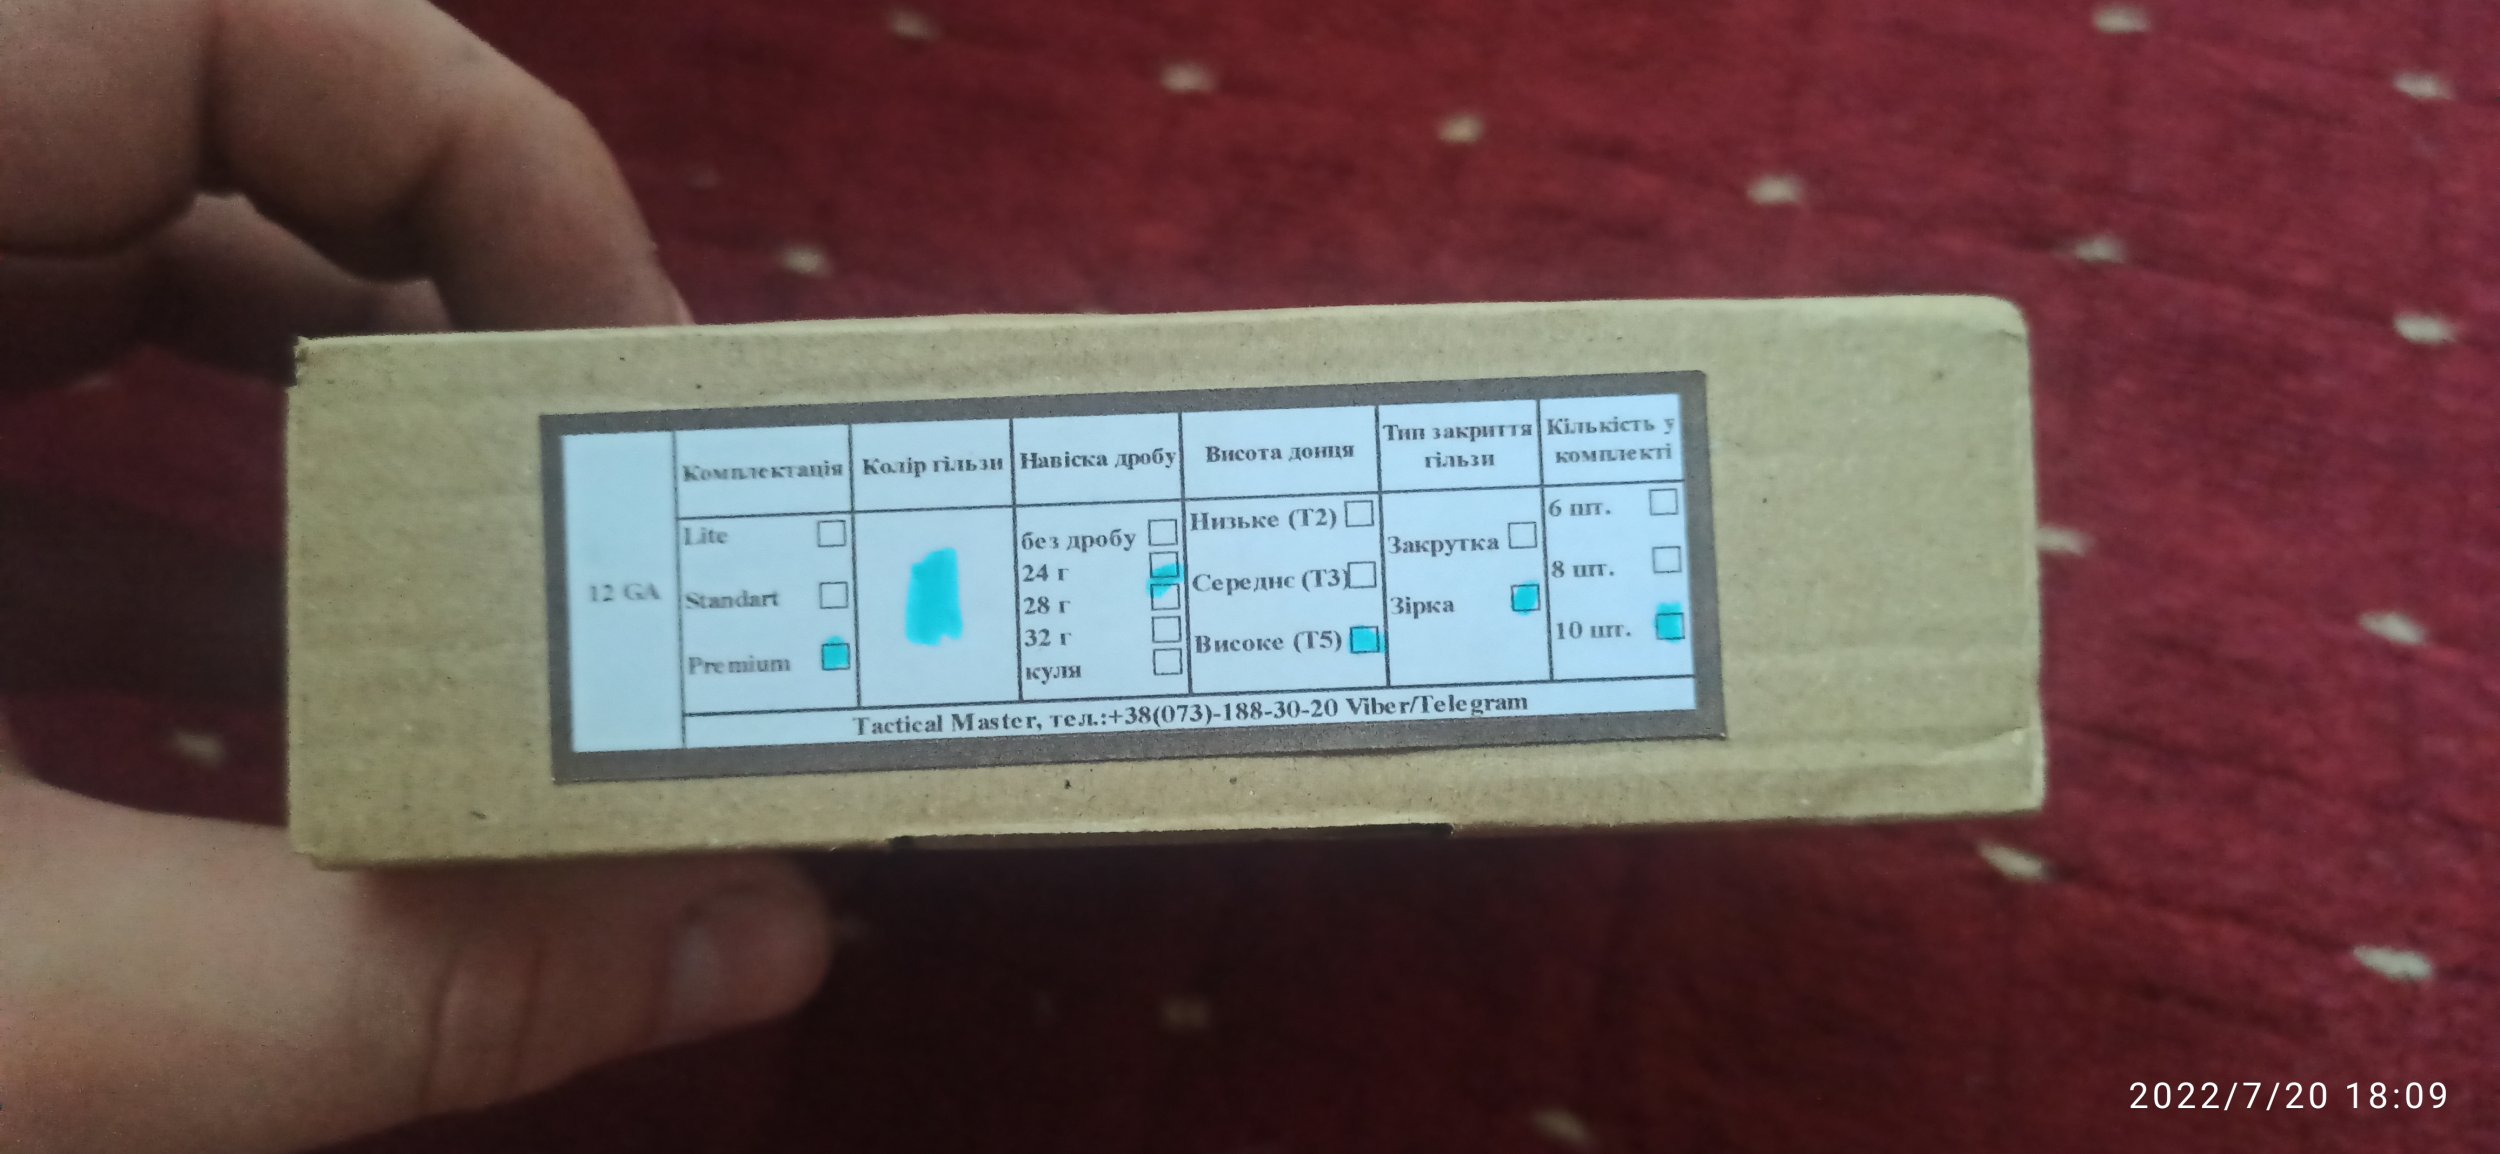 12 GA
Комплектація
Lite
Standart
Premium
Колір гільзи
Навіска дробу
без дробу
24 г
28 г
32 г
куля
Висота донця
Низьке (Т2)
Середнє (Т3)
Високе (Т5)
Тип закриття
гільзи
Закрутка
Зірка
Кількість у
комплекті
6 шт.
8 шт.
10 шт.
Tactical Master, тел.:+38(073)-188-30-20 Viber/Telegram
2022/7/20 18:09